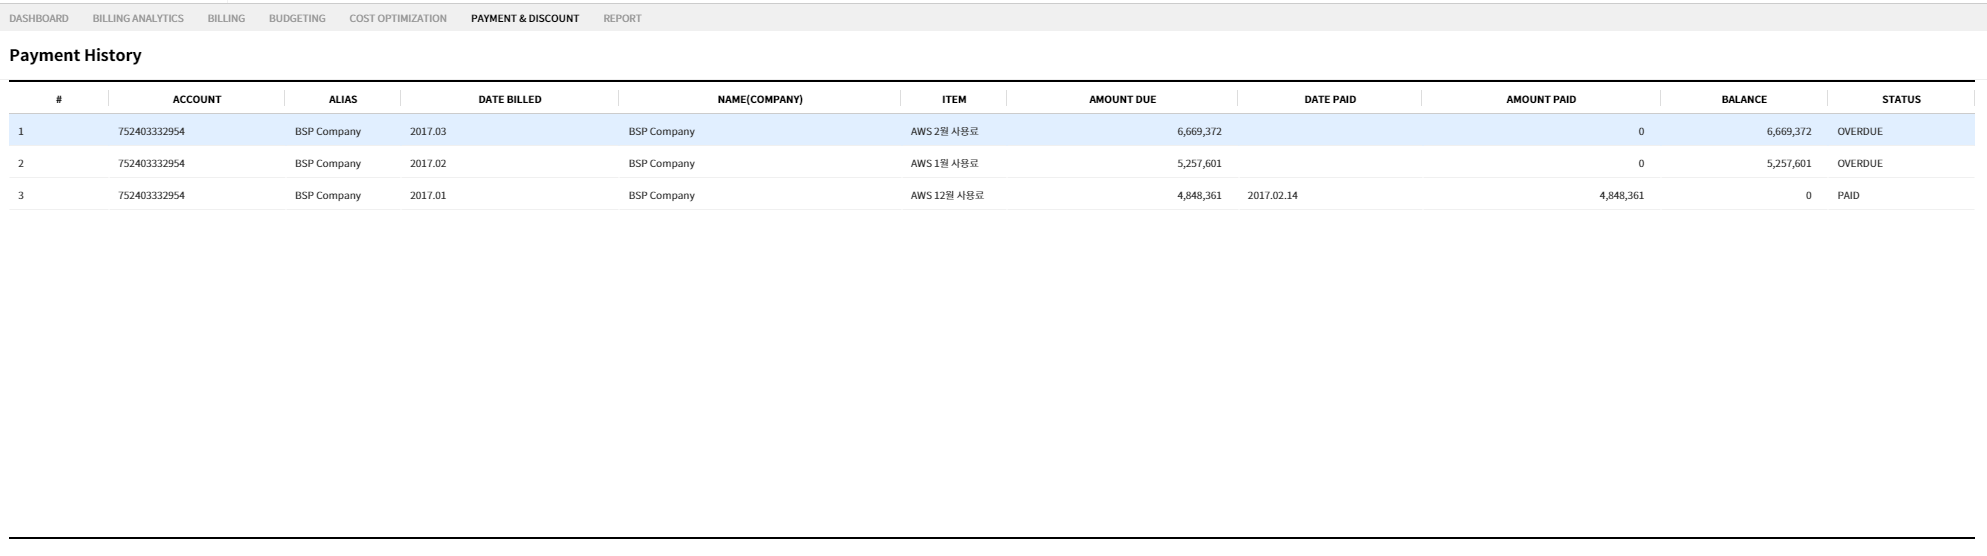 DASHBOARD BILLING ANALYTICS BILLING BUDGETING COST OPTIMIZATION PAYMENT & DISCOUNT REPORT
Payment History
# ACCOUNT ALIAS DATE BILLED NAME(COMPANY) ITEM AMOUNT DUE DATE PAID AMOUNT PAID BALANCE STATUS
1 752403332954 BSP Company 2017.03 BSP Company AWS 2월 사용료 6,669,372 0 6,669,372 OVERDUE
2 752403332954 BSP Company 2017.02 BSP Company AWS 1월 사용료 5,257,601 0 5,257,601 OVERDUE
3 752403332954 BSP Company 2017.01 BSP Company AWS 12월 사용료 4,848,361 2017.02.14 4,848,361 0 PAID